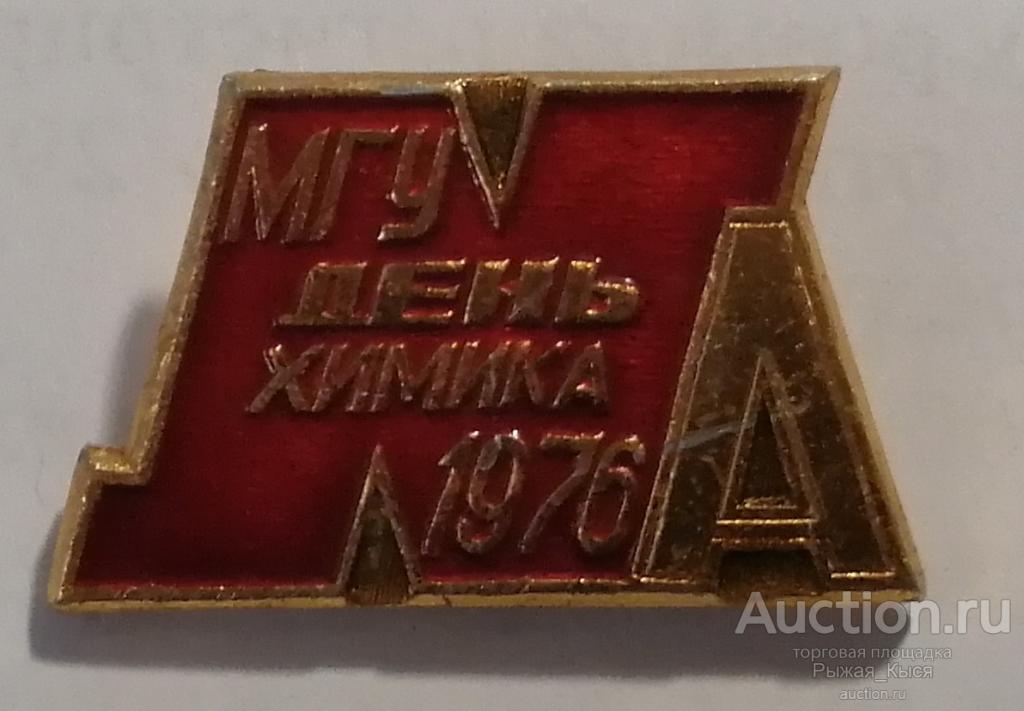 МГУ
ДЕНЬ
ХИМИКА
1976
А
Auction.ru
торговая площадка
Рыжая_Кыся
auction.ru